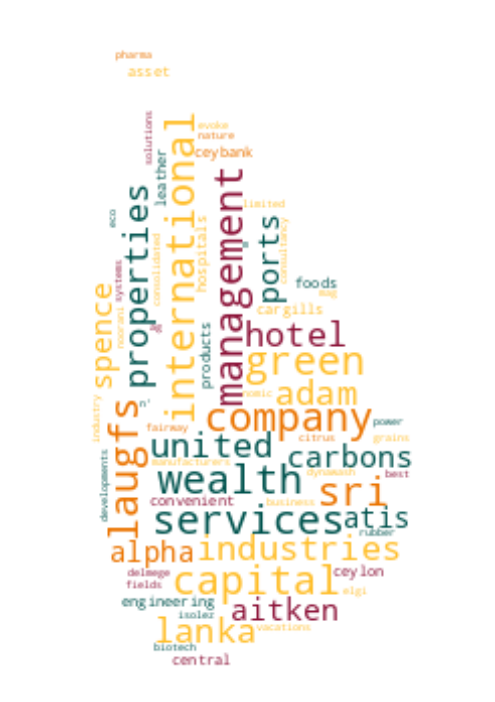 pharma
asset
solutions
international
evoke
nature
ceybank
leather
management
properties
limited
eco
ports
hospitals
consultancy
consolidated
systems
foods
mag
spence
noorani
cargills
products
hotel
green
adam
nomic
n'
industry
laugfs
company
fairway
power
united
citrus
grains
carbons
manufacturers
wealth
dynawash
best
sri
developments
convenient
business
services
atis
rubber
alpha
industries
delmege
capital
ceylon
fields
elgi
engineering
aitken
isolez
lanka
vacations
biotech
central